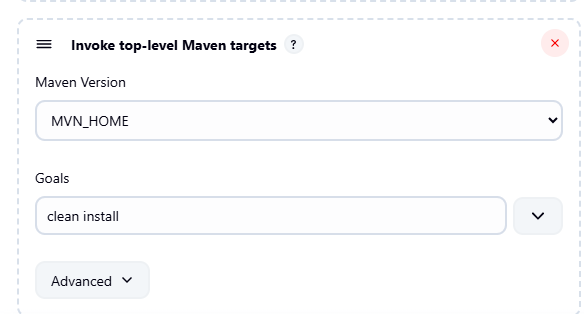 Invoke top-level Maven targets ?
Maven Version
MVN_HOME
Goals
clean install
Advanced